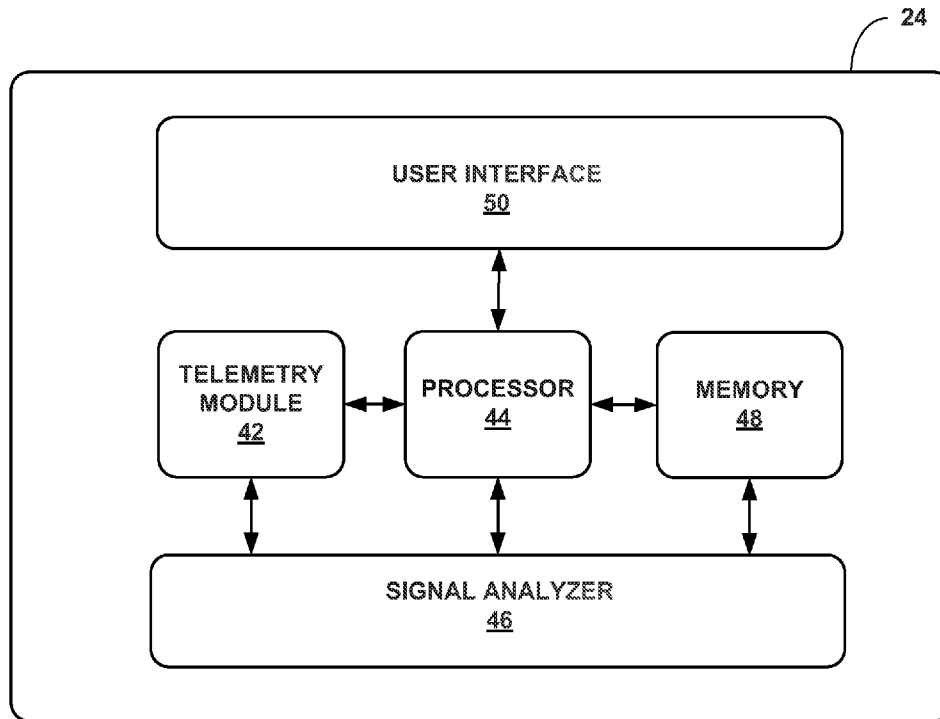 24
USER INTERFACE
50
TELEMETRY
MODULE
42
PROCESSOR
44
MEMORY
48
SIGNAL ANALYZER
46